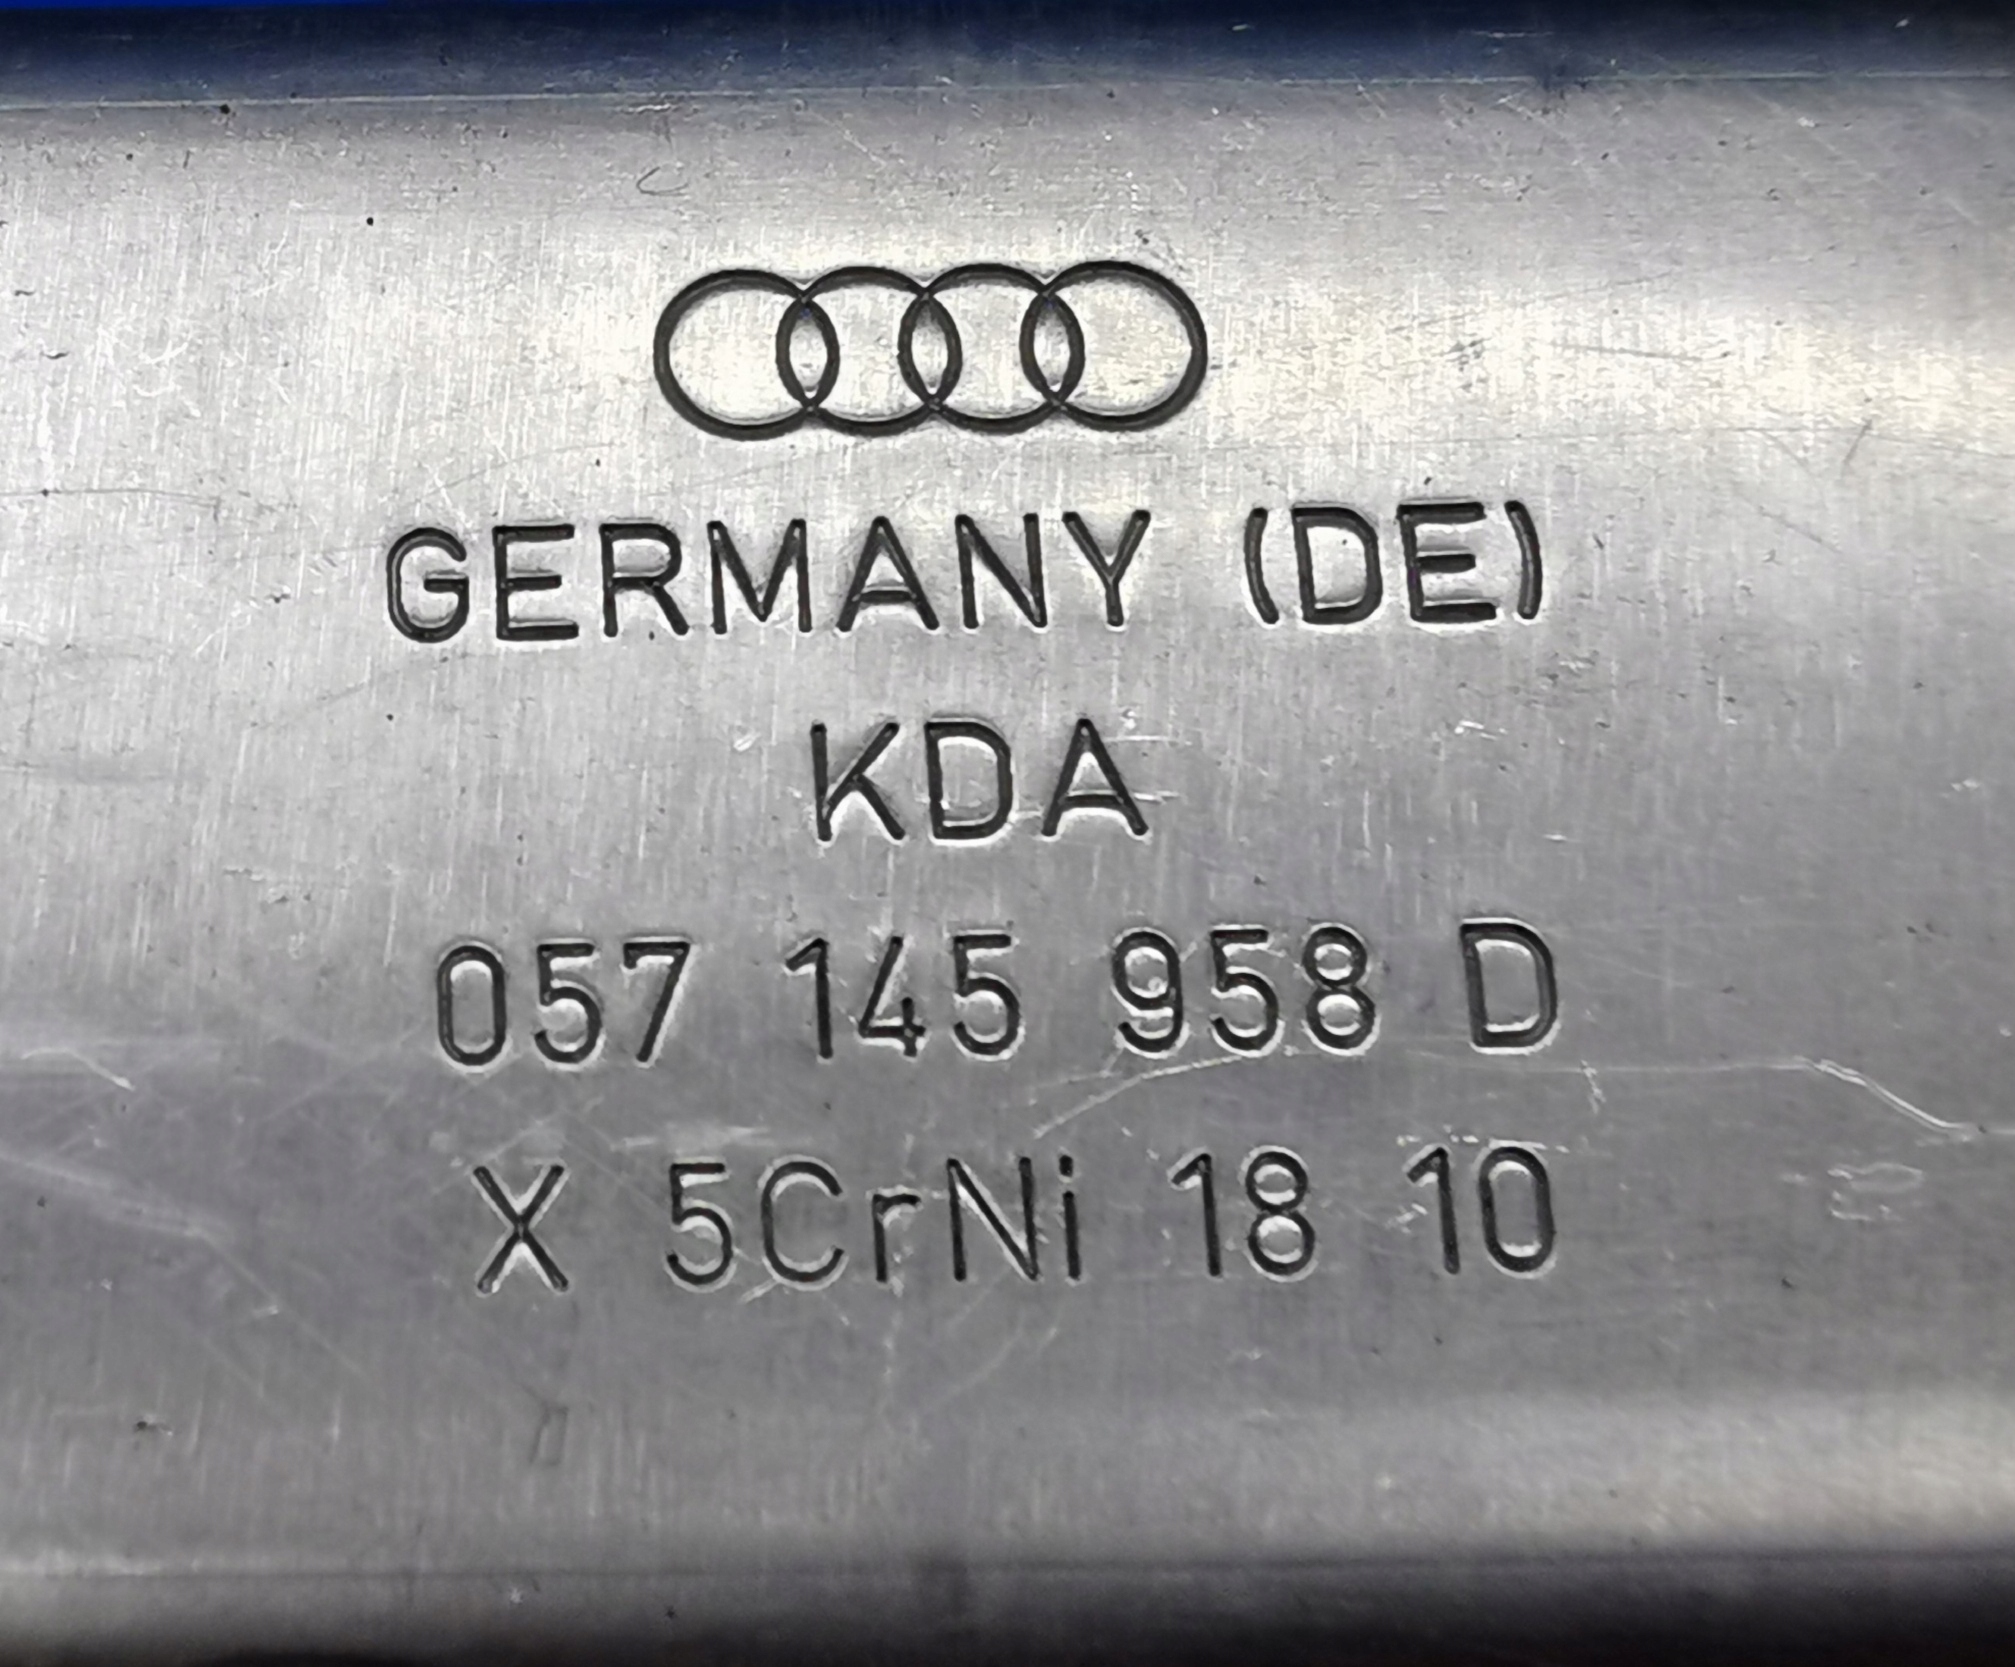 GERMANY (DE)
KDA
057 145 958 D
X 5CrNi 18 10